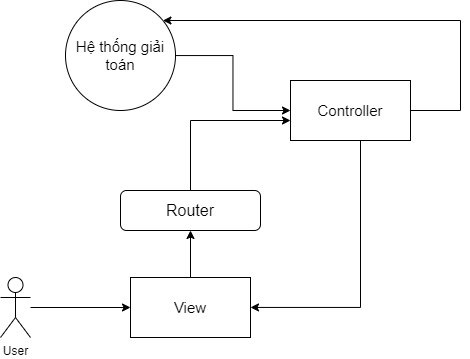 Hệ thống giải
toán
Controller
Router
View
User